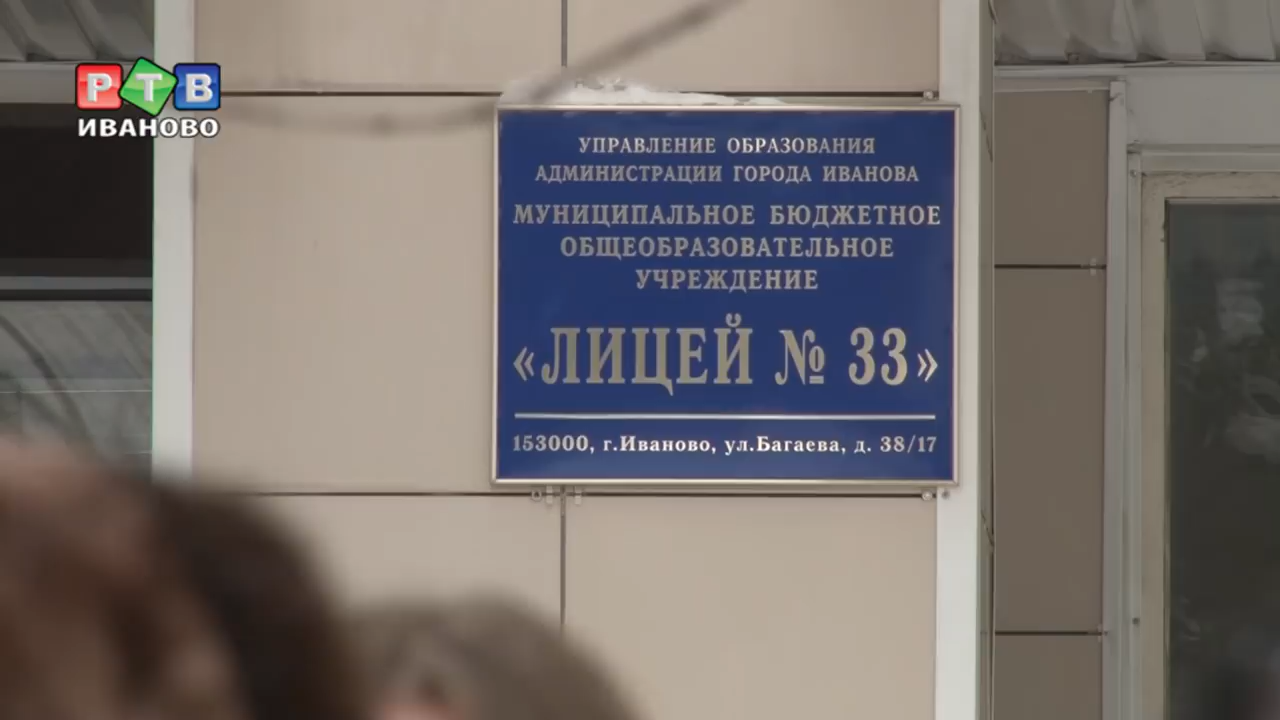 РТВ
ИВАНОВО
УПРАВЛЕНИЕ ОБРАЗОВАНИЯ
АДМИНИСТРАЦИИ ГОРОДА ИВАНОВА
МУНИЦИПАЛЬНОЕ БЮДЖЕТНОЕ
ОБЩЕОБРАЗОВАТЕЛЬНОЕ
УЧРЕЖДЕНИЕ
«ЛИЦЕЙ № 33»
153000, г.Иваново, ул.Багаева, д. 38/17